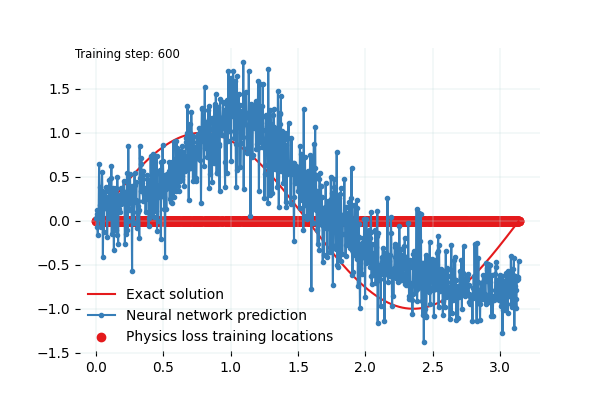 Training step: 600
1.5
1.0
0.5
0.0
−0.5
−1.0
−1.5
Exact solution
Neural network prediction
Physics loss training locations
0.0 0.5 1.0 1.5 2.0 2.5 3.0